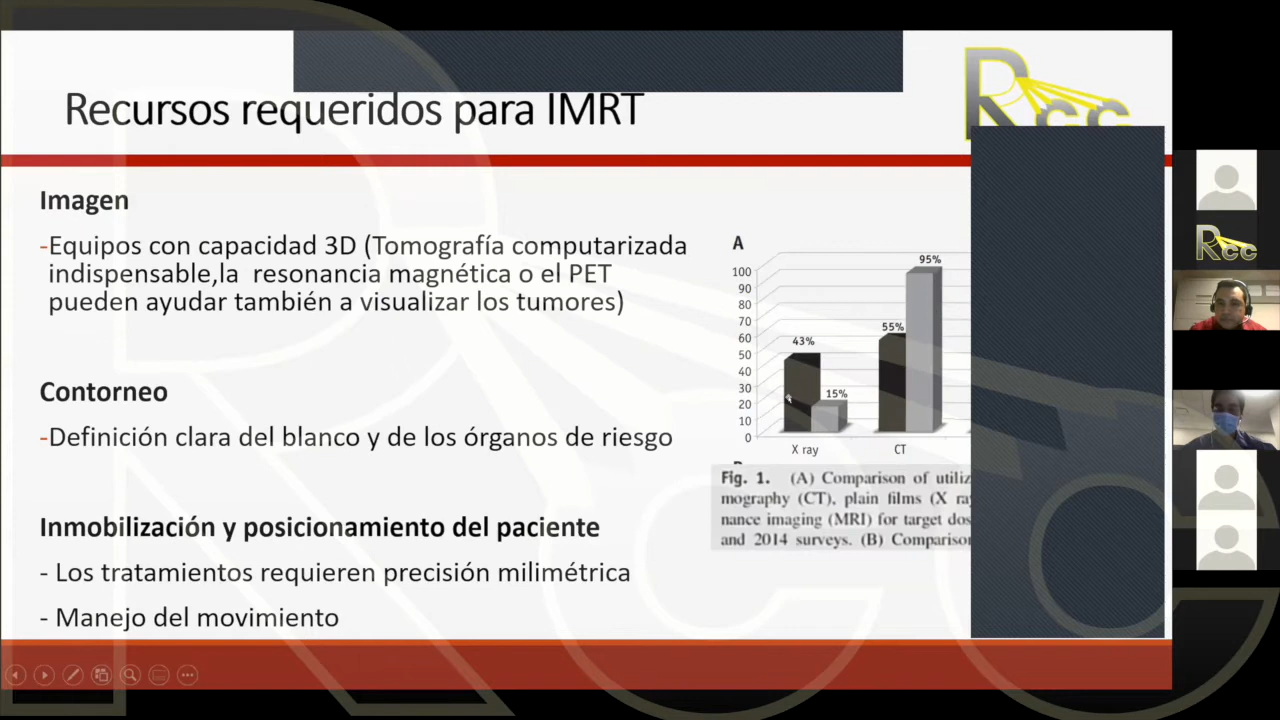 Recursos requeridos para IMRT
Rcc
Imagen
-Equipos con capacidad 3D (Tomografía computarizada
indispensable,la resonancia magnética o el PET
pueden ayudar también a visualizar los tumores)
Contorneo
-Definición clara del blanco y de los órganos de riesgo
Inmobilización y posicionamiento del paciente
- Los tratamientos requieren precisión milimétrica
- Manejo del movimiento
A
100
90
80
70
60
50
40
30
20
10
0
43%
15%
55%
95%
X ray
CT
Fig. 1. (A) Comparison of
mography (CT), plain films (X
nance imaging (MRI) for target
and 2014 surveys. (B)
Rcc